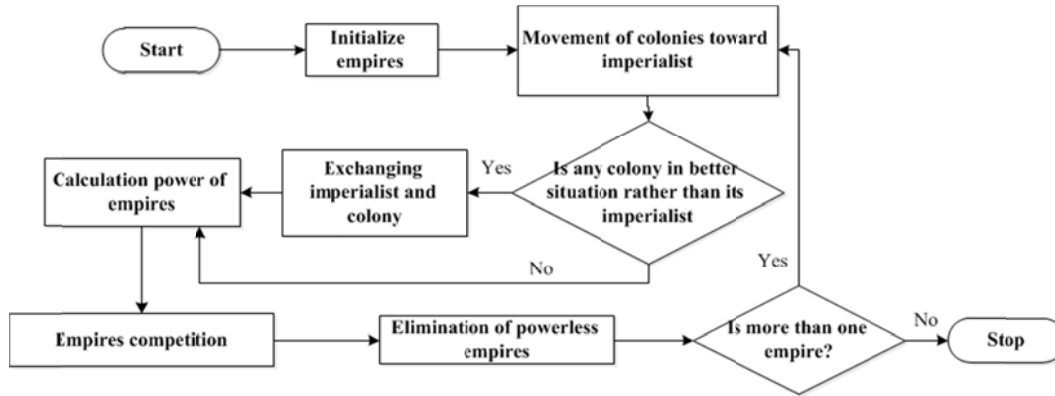 Start
Initialize
empires
Movement of colonies toward
imperialist
Is any colony in better
situation rather than its
imperialist
Yes
Exchanging
imperialist and
colony
Calculation power of
empires
No
Empires competition
Elimination of powerless
empires
Is more than one
empire?
Yes
No
Stop